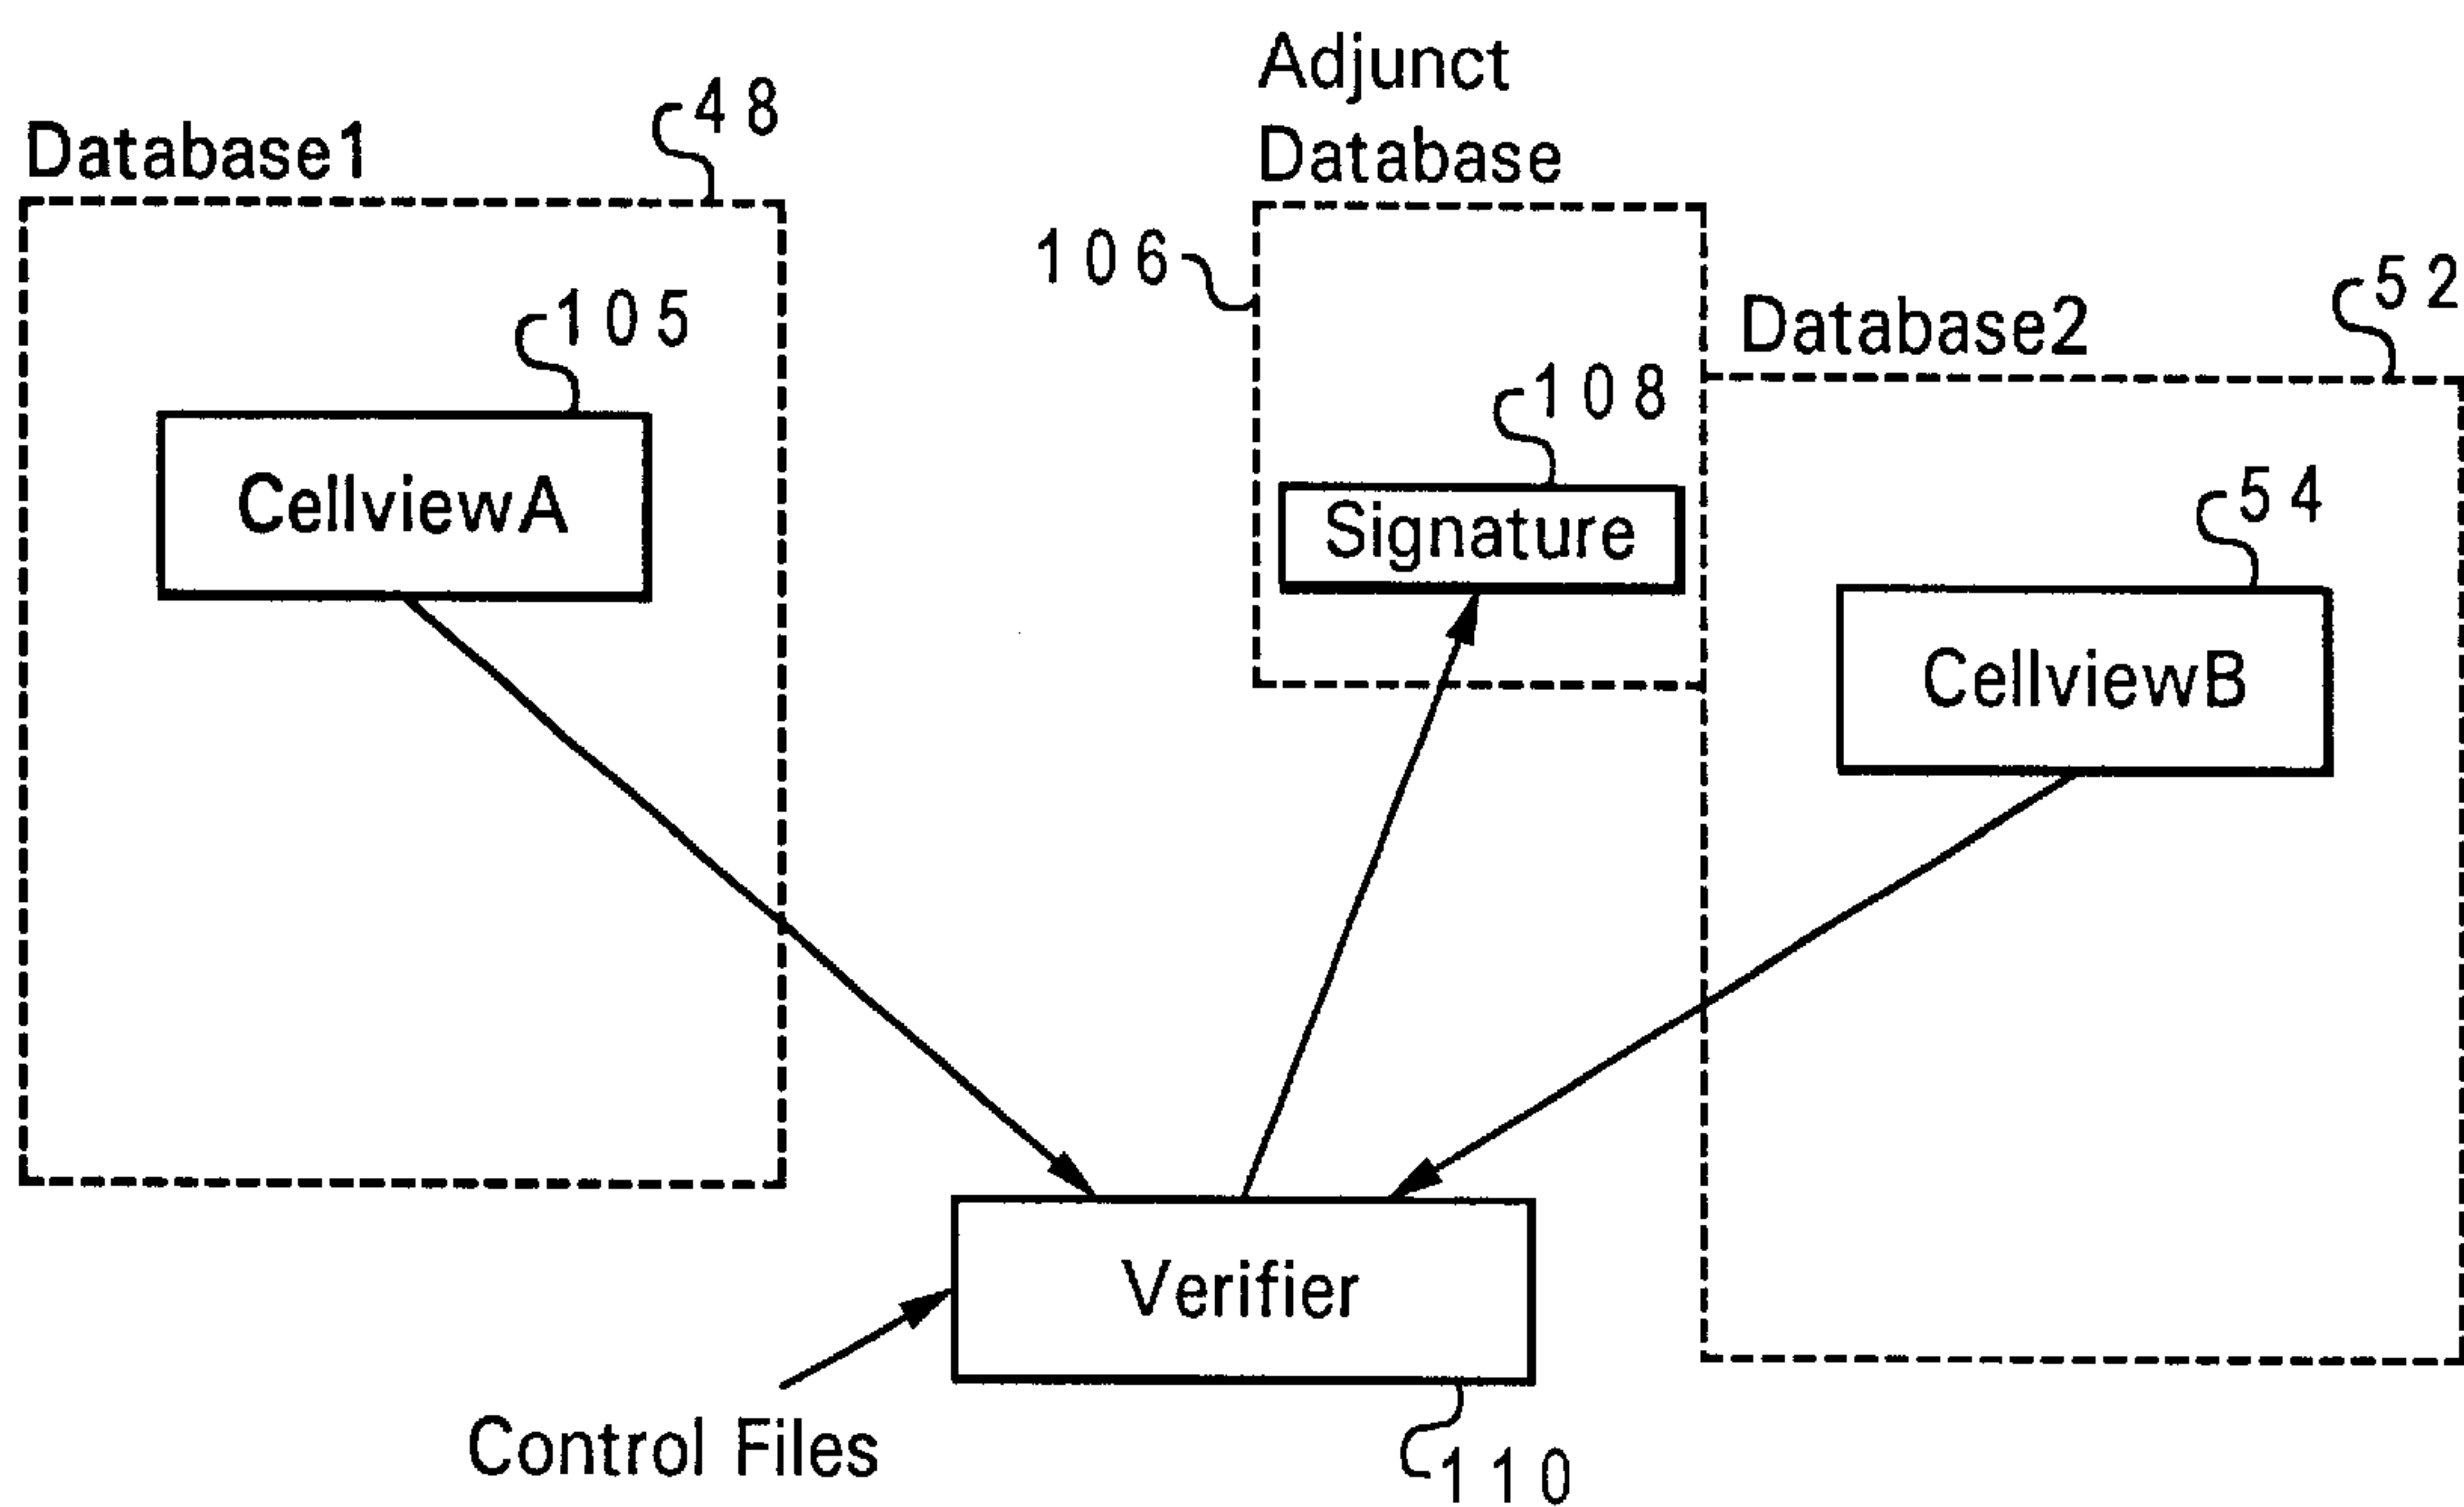 Database1
48
Adjunct
Database
106
52
Database2
105
108
CellviewA
Signature
54
CellviewB
Verifier
Control Files
110